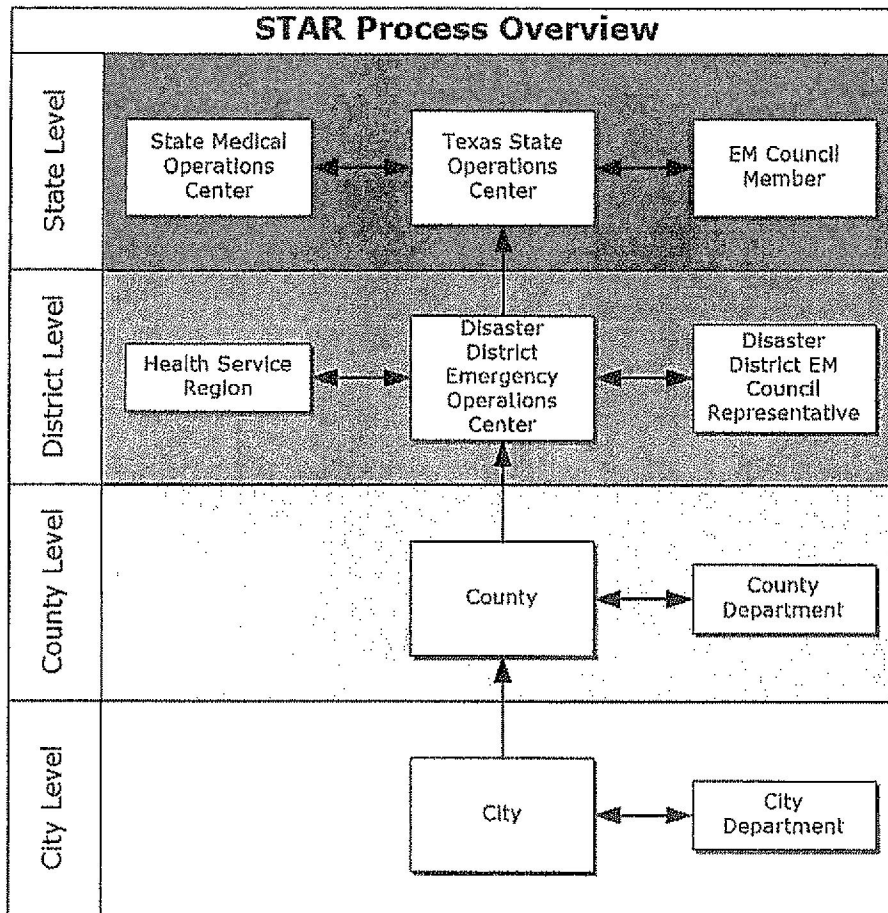 STAR Process Overview
State Level
State Medical
Operations
Center
Texas State
Operations
Center
EM Council
Member
District Level
Health Service
Region
Disaster
District
Emergency
Operations
Center
Disaster
District EM
Council
Representative
County Level
County
County
Department
City Level
City
City
Department